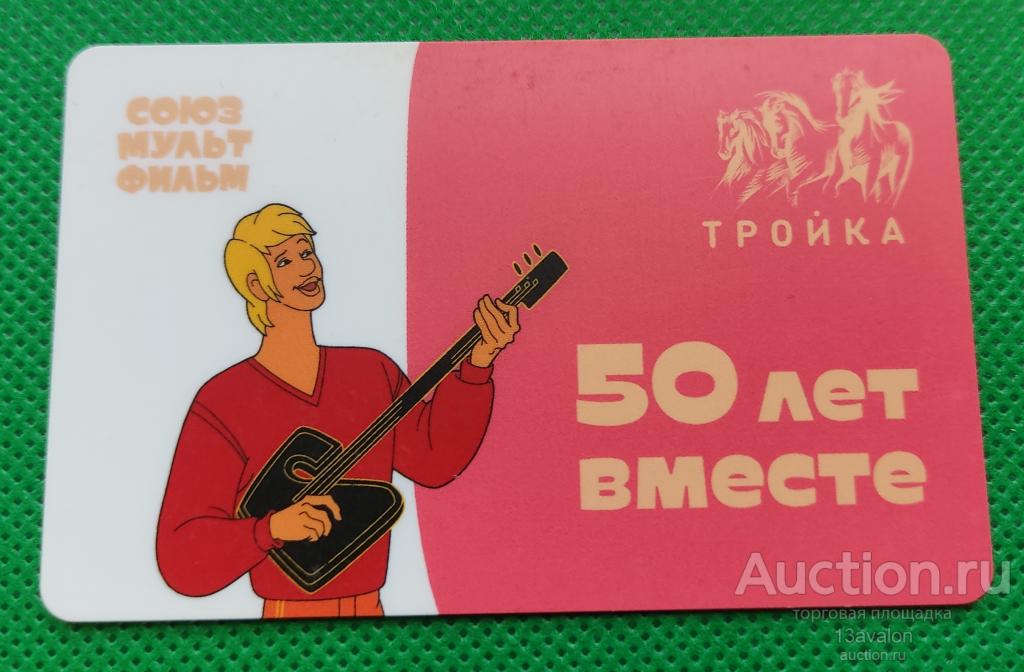 СОЮЗ
МУЛЬТ
ФИЛЬМ
ТРОЙКА
50 лет
вместе
Auction.ru
торговая площадка
13avalon
auction.ru